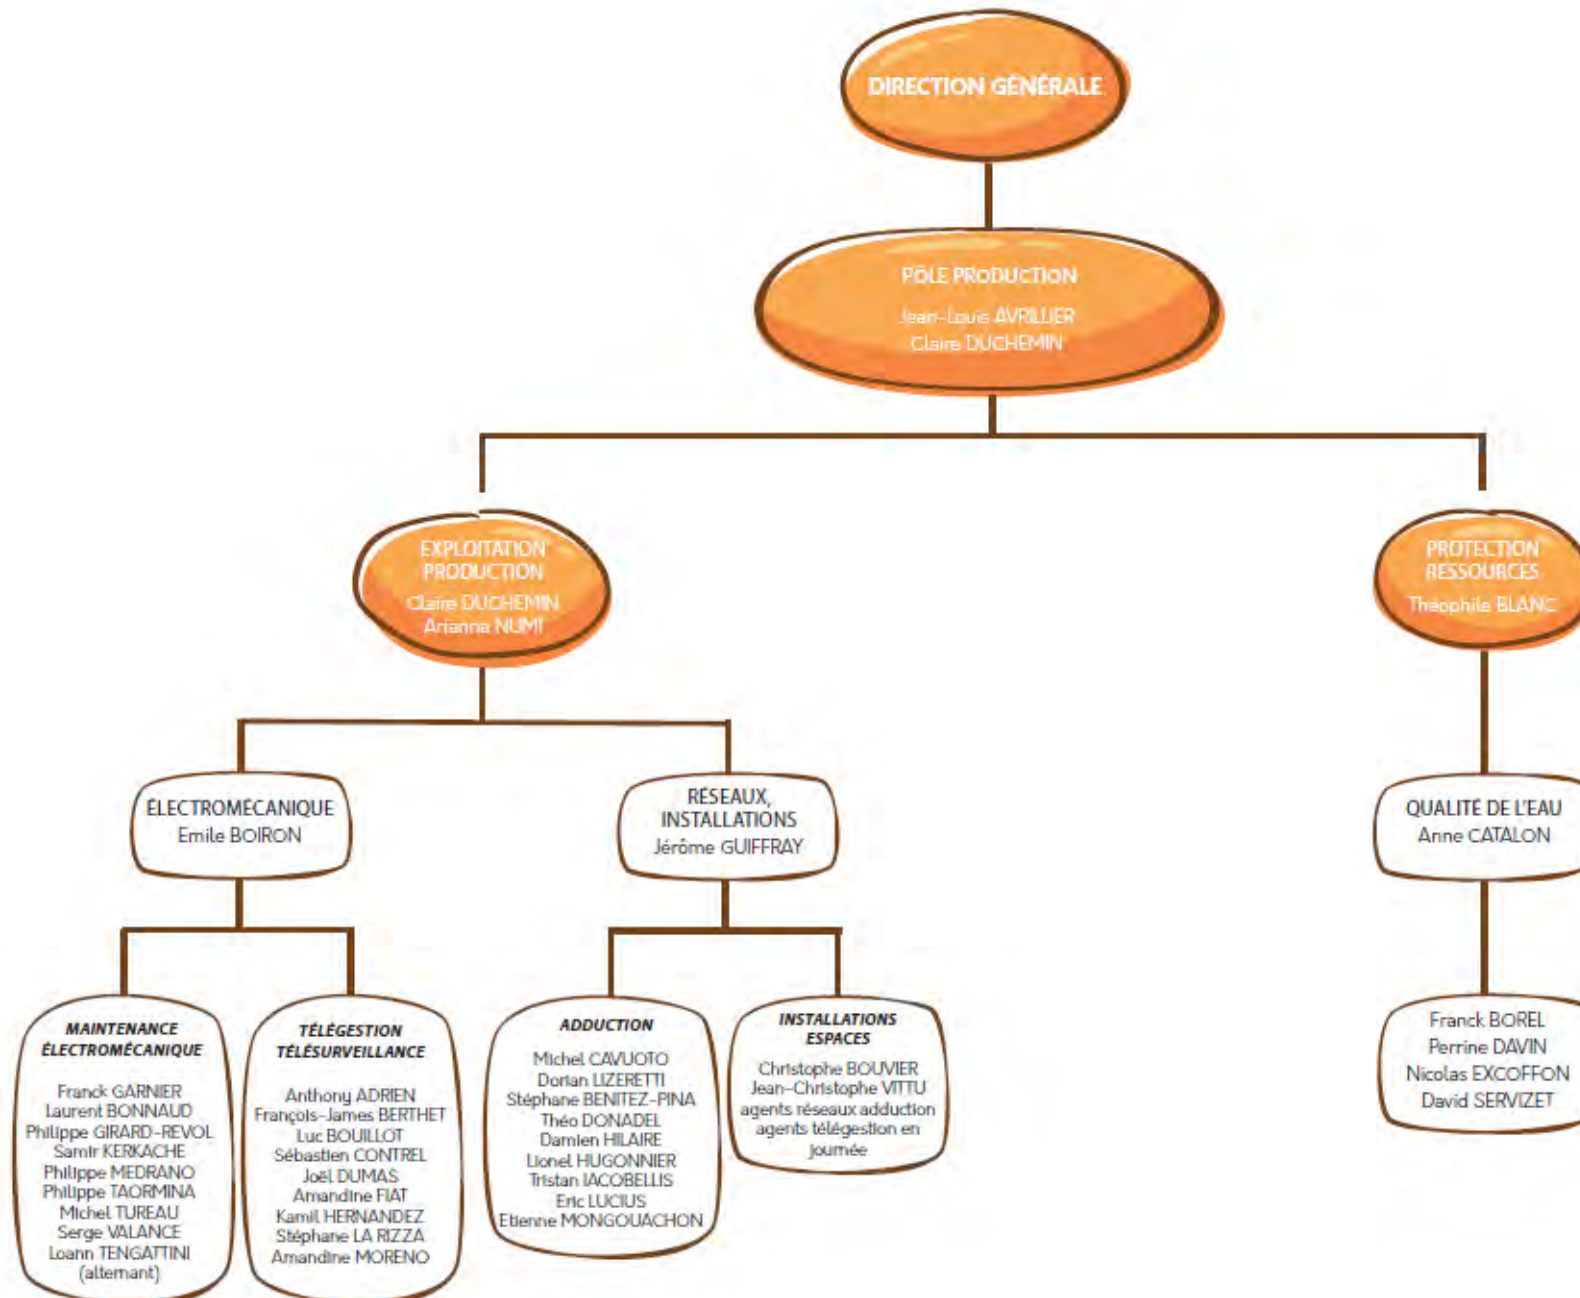 DIRECTION GÉNÉRALE
PÔLE PRODUCTION
Jean-Louis AVRILLIER
Claire DUCHEMIN
EXPLOITATION
PRODUCTION
Claire DUCHEMIN
Arianna NUMI
PROTECTION
RESSOURCES
Théophile BLANC
ÉLECTROMÉCANIQUE
Emile BOIRON
RÉSEAUX,
INSTALLATIONS
Jérôme GUIFFRAY
QUALITÉ DE L'EAU
Anne CATALON
MAINTENANCE
ÉLECTROMÉCANIQUE
Franck GARNIER
Laurent BONNAUD
Philippe GIRARD-REVOL
Samir KERKACHE
Philippe MEDRANO
Philippe TAORMINA
Michel TUREAU
Serge VALANCE
Loann TENGATTINI
(alternant)
TÉLÉGESTION
TÉLÉSURVEILLANCE
Anthony ADRIEN
François-James BERTHET
Luc BOUILLOT
Sébastien CONTREL
Joël DUMAS
Amandine FIAT
Kamil HERNANDEZ
Stéphane LA RIZZA
Amandine MORENO
ADDUCTION
Michel CAVUOTO
Dorian LIZERETTI
Stéphane BENITEZ-PINA
Théo DONADEL
Damien HILAIRE
Lionel HUGONNIER
Tristan IACOBELLIS
Eric LUCIUS
Etienne MONGOUACHON
INSTALLATIONS
ESPACES
Christophe BOUVIER
Jean-Christophe VITTU
agents réseaux adduction
agents télégestion en
journée
Franck BOREL
Perrine DAVIN
Nicolas EXCOFFON
David SERVIZET